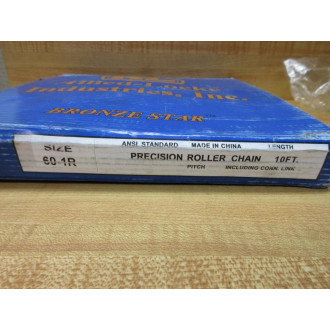 Industries, Inc.
BRONZE STAR
SIZE ANSI STANDARD MADE IN CHINA LENGTH
60-1R PRECISION ROLLER CHAIN 10FT.
PITCH INCLUDING CONN. LINK